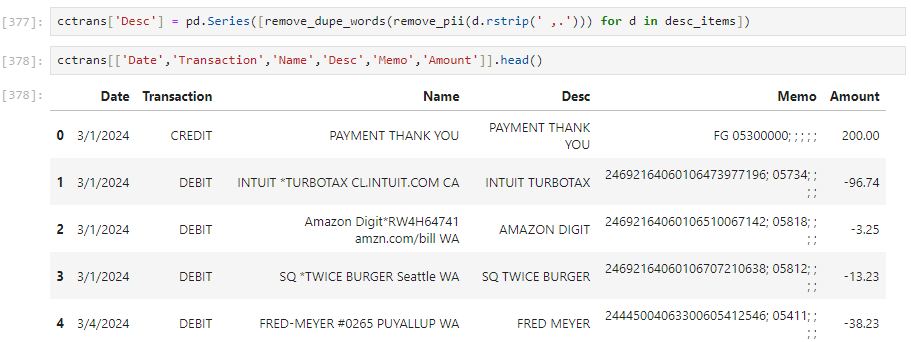 [377]: cctrans['Desc'] = pd.Series([remove_dupe_words(remove_pii(d.rstrip(' ,.'))) for d in desc_items])
[378]: cctrans[['Date','Transaction','Name','Desc','Memo','Amount']].head()
[378]: Date Transaction Name Desc Memo Amount
0 3/1/2024 CREDIT PAYMENT THANK YOU PAYMENT THANK FG 05300000; ; ; ; ; 200.00
YOU
1 3/1/2024 DEBIT INTUIT *TURBOTAX CL.INTUIT.COM CA INTUIT TURBOTAX 24692164060106473977196; 05734; ; -96.74
; ;
2 3/1/2024 DEBIT Amazon Digit*RW4H64741 AMAZON DIGIT 24692164060106510067142; 05818; ; -3.25
amzn.com/bill WA ; ;
3 3/1/2024 DEBIT SQ *TWICE BURGER Seattle WA SQ TWICE BURGER 24692164060106707210638; 05812; ; -13.23
; ;
4 3/4/2024 DEBIT FRED-MEYER #0265 PUYALLUP WA FRED MEYER 24445004063300605412546; 05411; ; -38.23
; ;